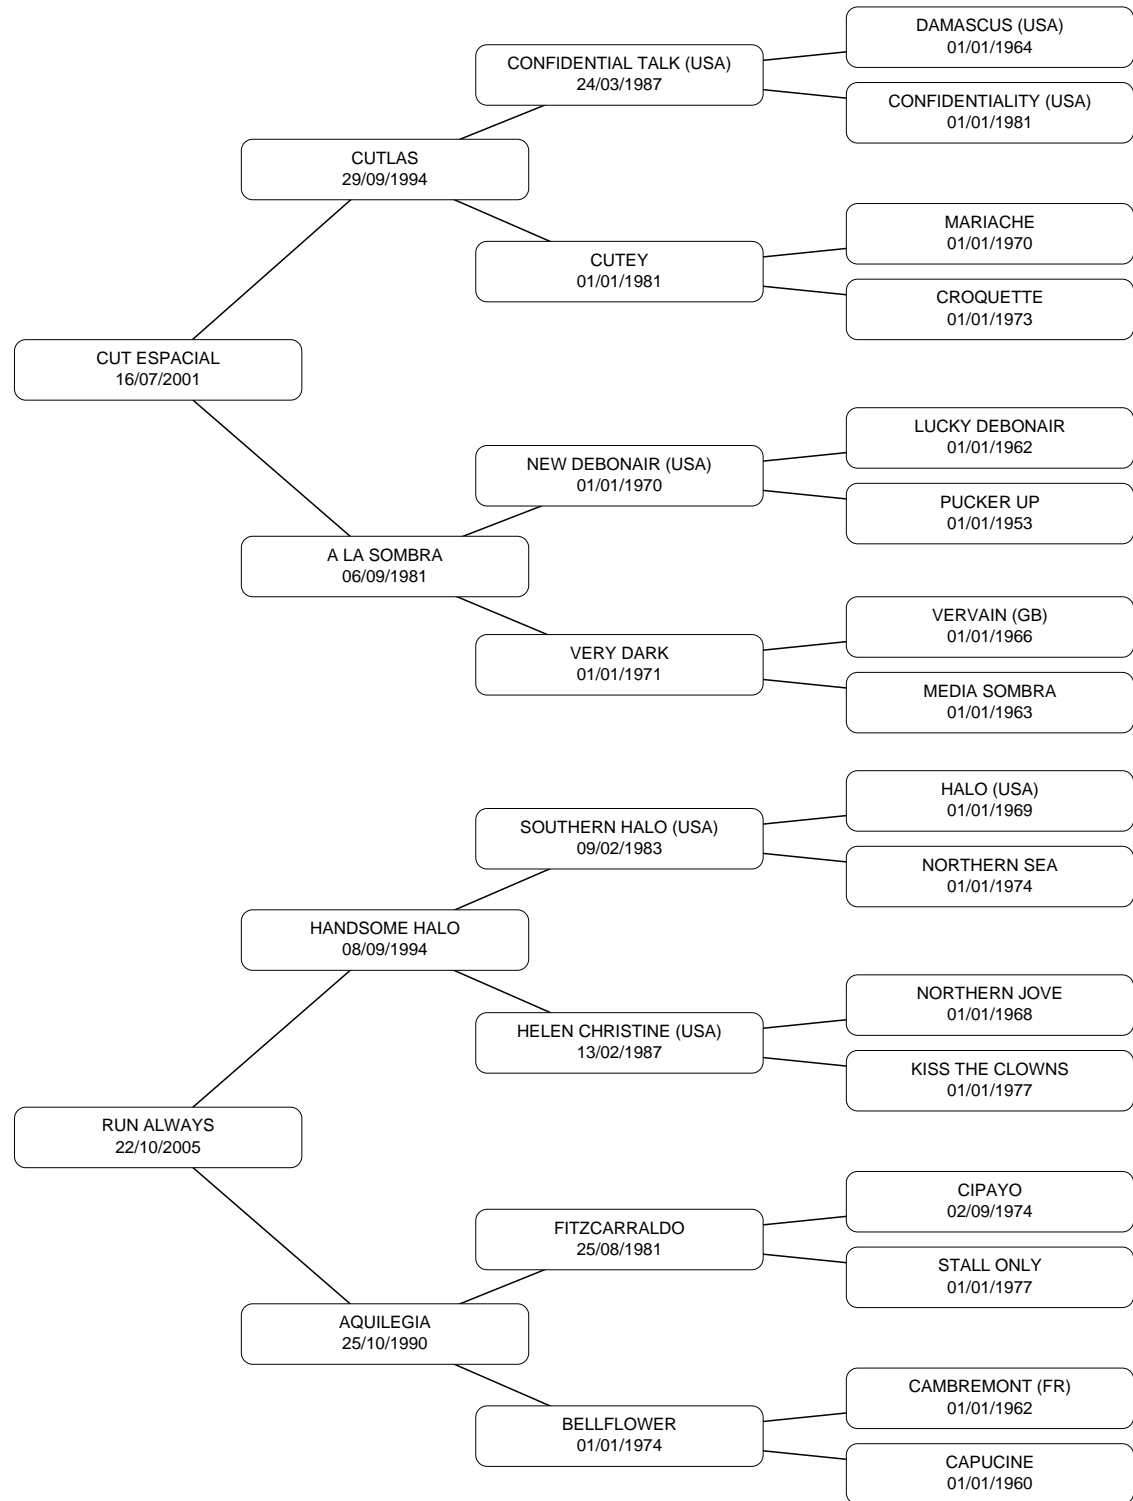 DAMASCUS (USA)
01/01/1964
CONFIDENTIAL TALK (USA)
24/03/1987
CONFIDENTIALITY (USA)
01/01/1981
CUTLAS
29/09/1994
MARIACHE
01/01/1970
CUTEY
01/01/1981
CROQUETTE
01/01/1973
CUT ESPACIAL
16/07/2001
LUCKY DEBONAIR
01/01/1962
NEW DEBONAIR (USA)
01/01/1970
PUCKER UP
01/01/1953
A LA SOMBRA
06/09/1981
VERVAIN (GB)
01/01/1966
VERY DARK
01/01/1971
MEDIA SOMBRA
01/01/1963
HALO (USA)
01/01/1969
SOUTHERN HALO (USA)
09/02/1983
NORTHERN SEA
01/01/1974
HANDSOME HALO
08/09/1994
NORTHERN JOVE
01/01/1968
HELEN CHRISTINE (USA)
13/02/1987
KISS THE CLOWNS
01/01/1977
RUN ALWAYS
22/10/2005
CIPAYO
02/09/1974
FITZCARRALDO
25/08/1981
STALL ONLY
01/01/1977
AQUILEGIA
25/10/1990
CAMBREMONT (FR)
01/01/1962
BELLFLOWER
01/01/1974
CAPUCINE
01/01/1960